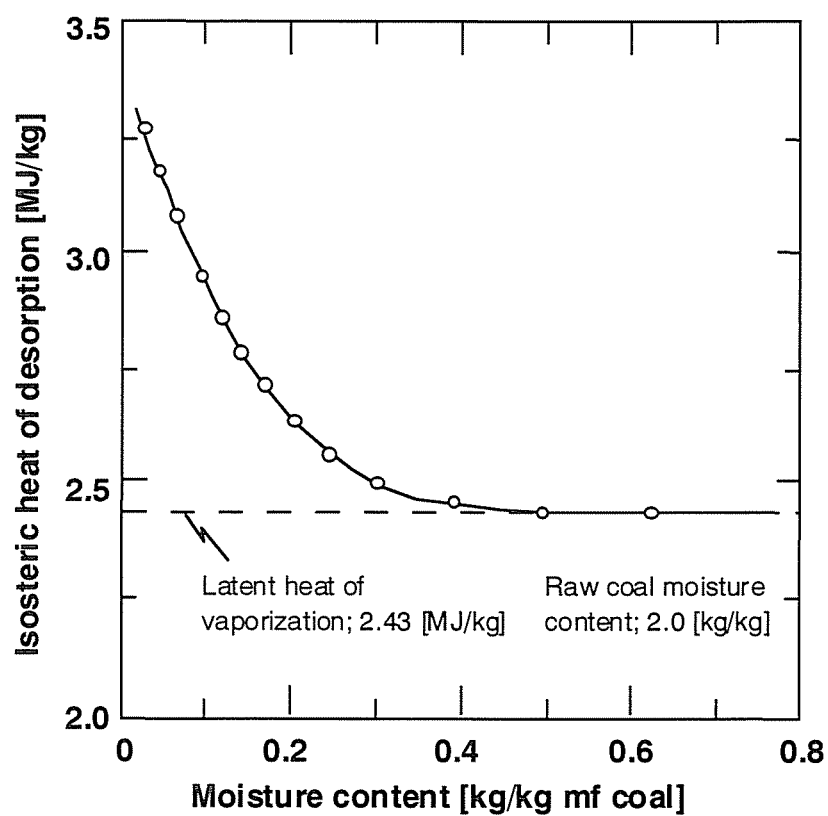 3.5
3.0
2.5
2.0
Isosteric heat of desorption [MJ/kg]
Latent heat of
vaporization; 2.43 [MJ/kg]
Raw coal moisture
content; 2.0 [kg/kg]
0
0.2
0.4
0.6
0.8
Moisture content [kg/kg mf coal]